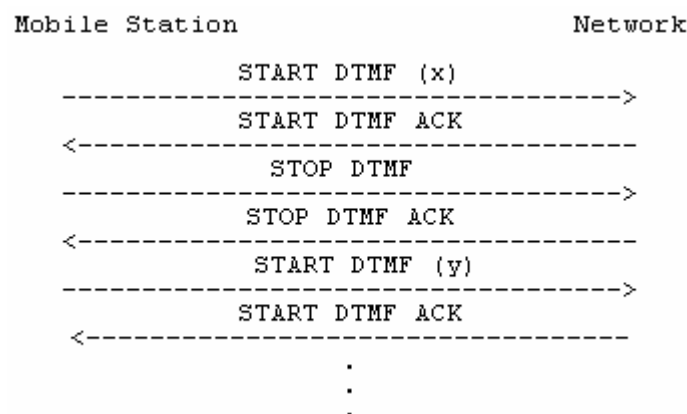 Mobile Station Network
START DTMF (x)
------------------------------------>
START DTMF ACK
<------------------------------------
STOP DTMF
------------------------------------>
STOP DTMF ACK
<------------------------------------
START DTMF (y)
------------------------------------>
START DTMF ACK
<-----------------------------------
.
.
.